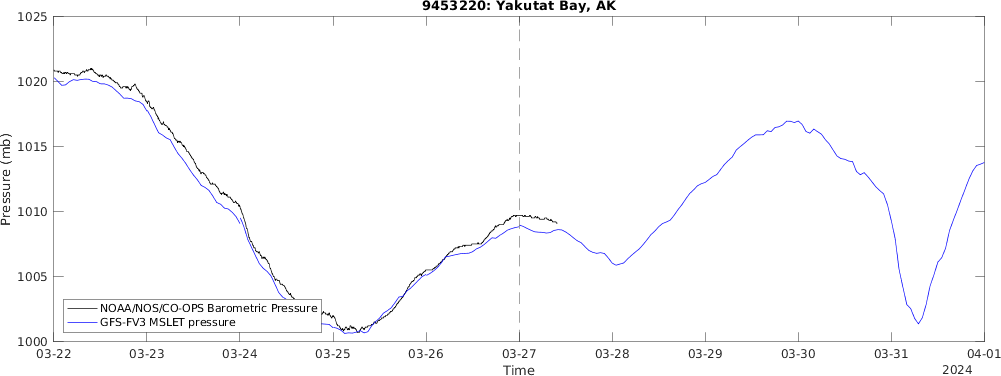 9453220: Yakutat Bay, AK
Pressure (mb)
1025
1020
1015
1010
1005
1000
NOAA/NOS/CO-OPS Barometric Pressure
GFS-FV3 MSLET pressure
03-22 03-23 03-24 03-25 03-26 03-27 03-28 03-29 03-30 03-31 04-01
Time
2024